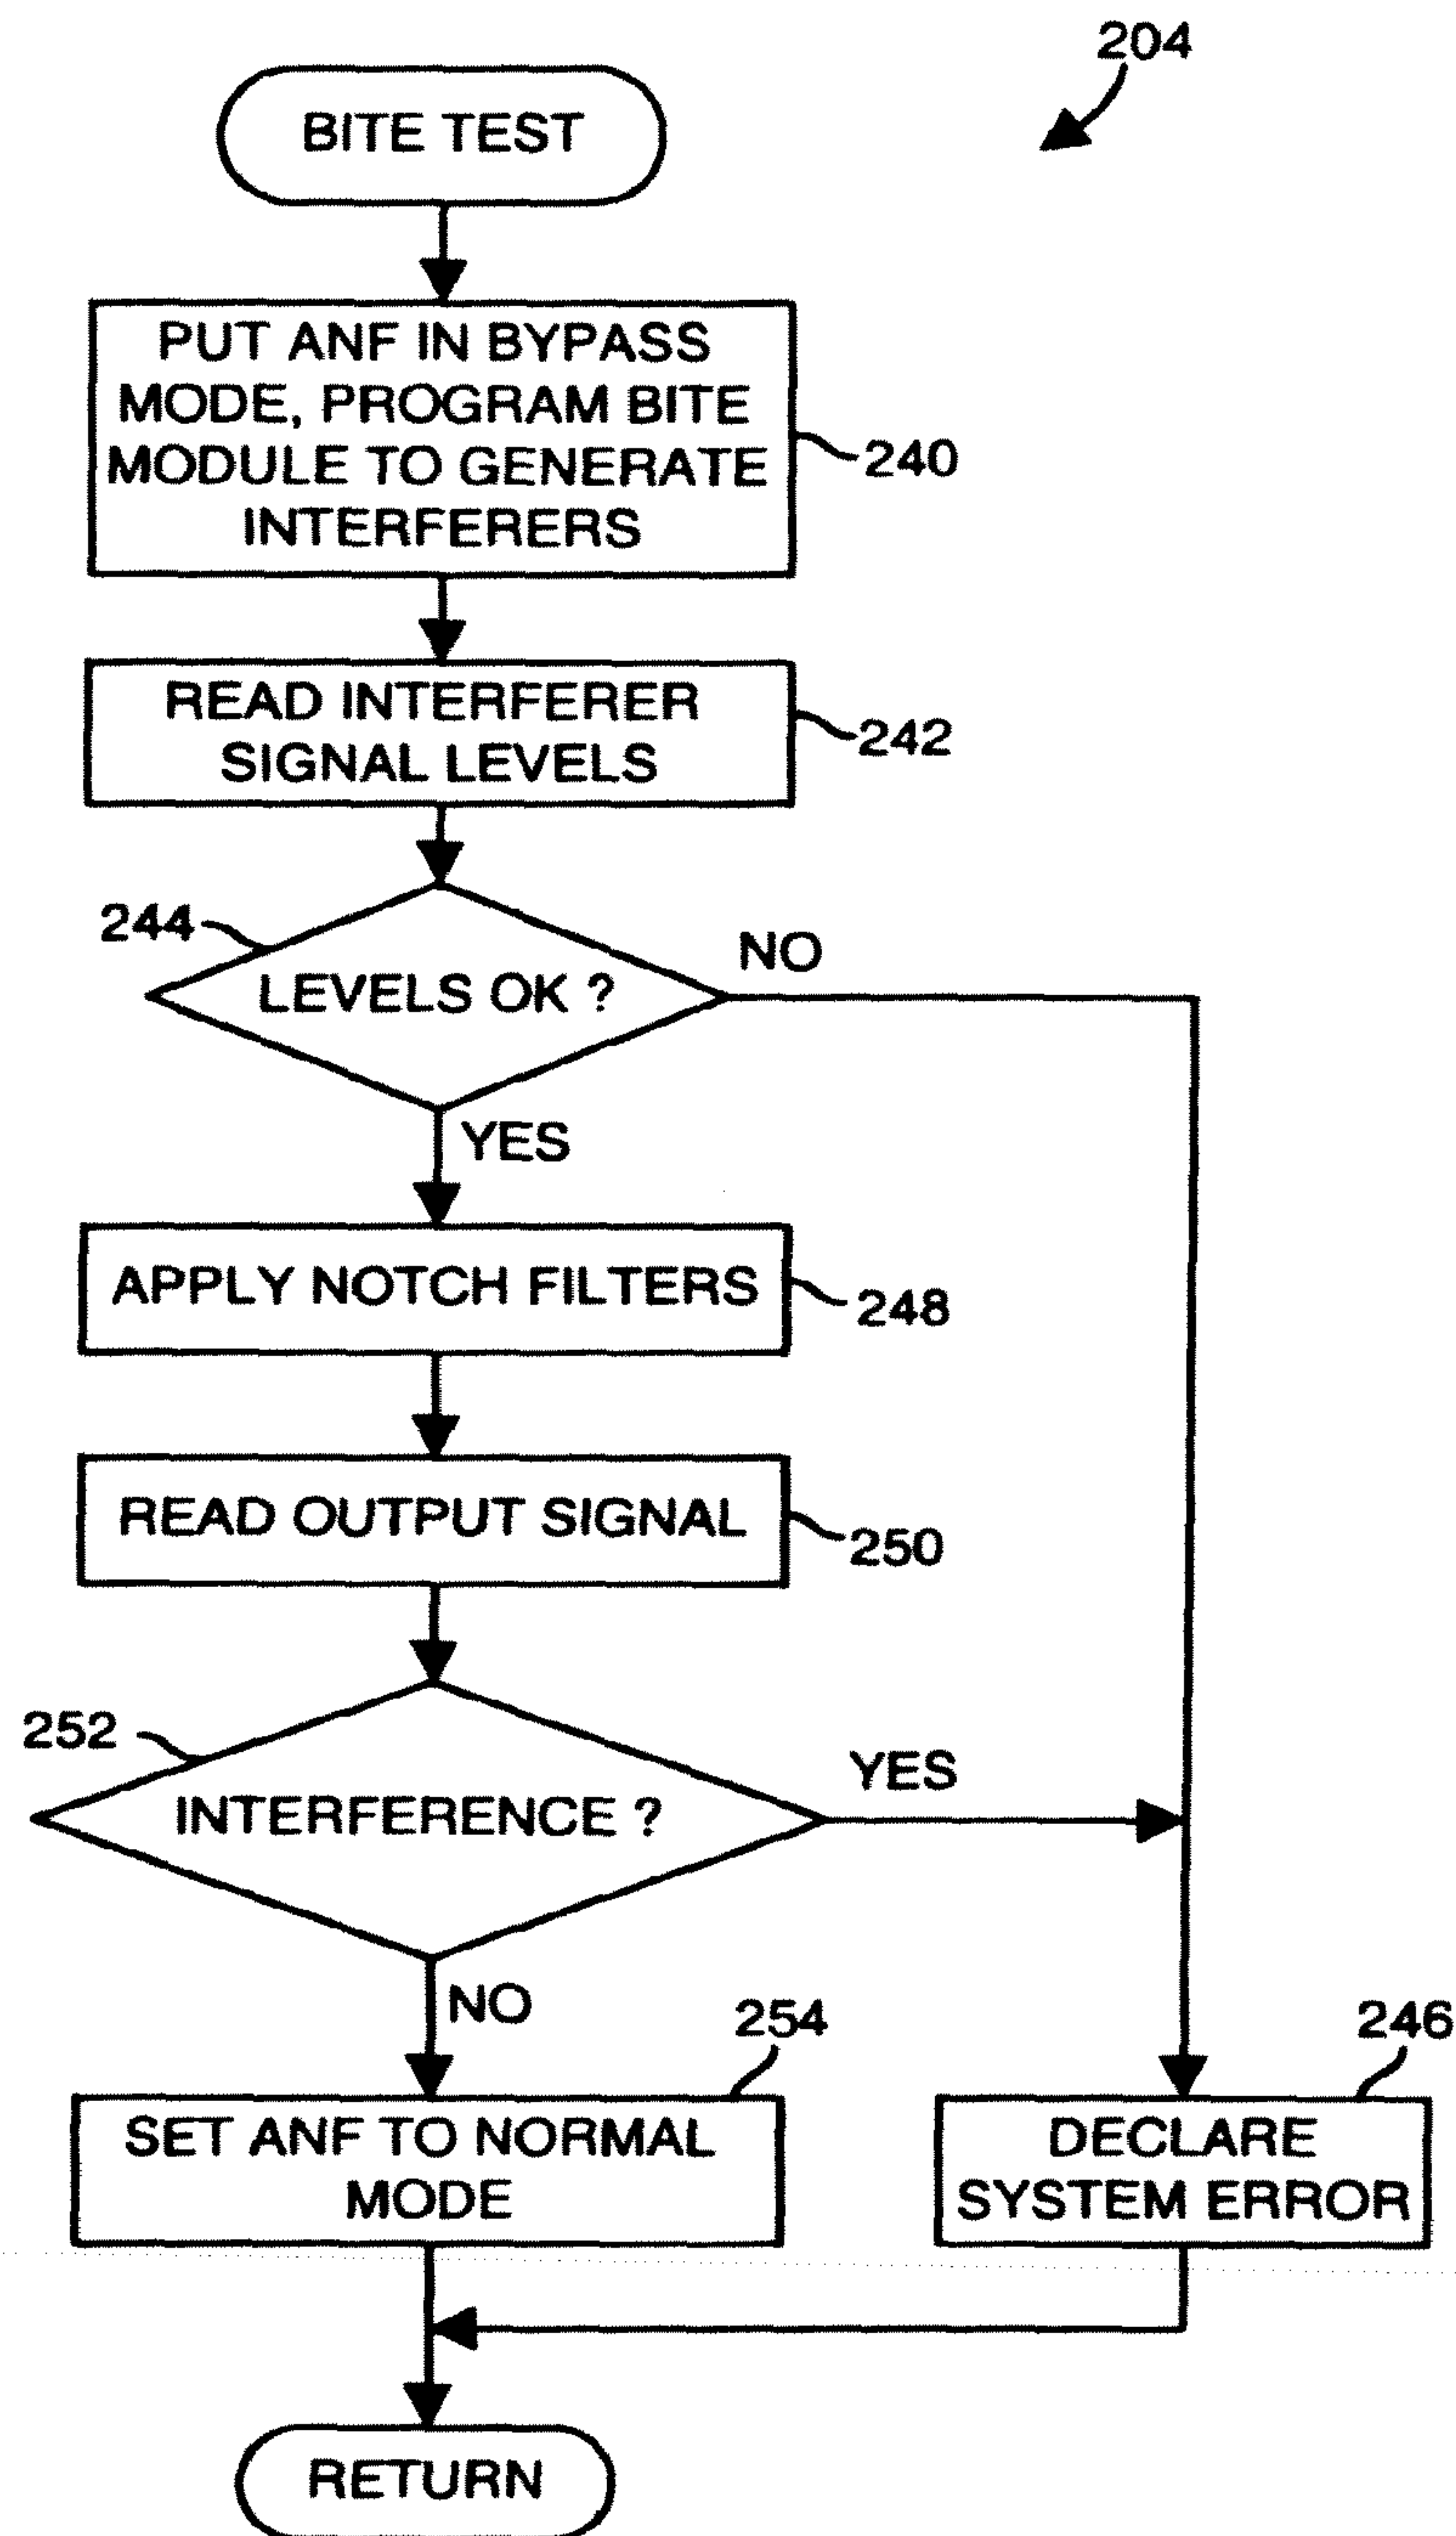 204
BITE TEST
PUT ANF IN BYPASS
MODE, PROGRAM BITE
MODULE TO GENERATE
INTERFERERS
240
READ INTERFERER
SIGNAL LEVELS
242
244
LEVELS OK ?
NO
YES
APPLY NOTCH FILTERS
248
READ OUTPUT SIGNAL
250
252
INTERFERENCE ?
YES
NO
254
SET ANF TO NORMAL
MODE
246
DECLARE
SYSTEM ERROR
RETURN